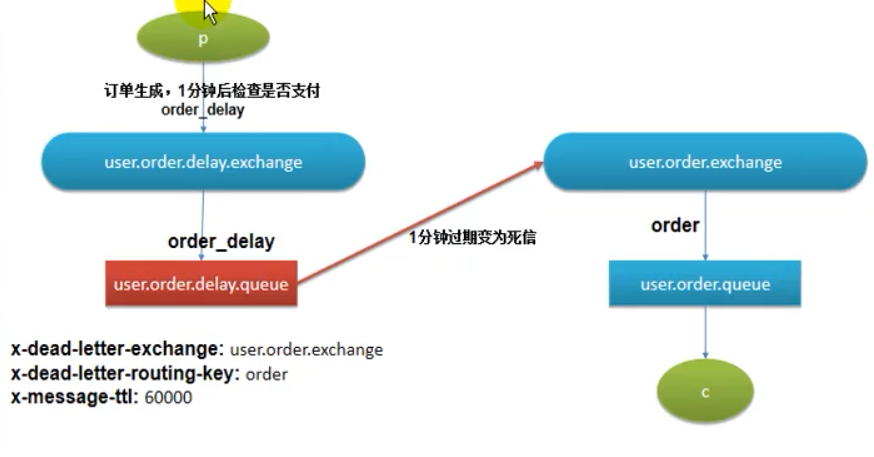 p
订单生成，1分钟后检查是否支付
order_delay
user.order.delay.exchange
user.order.exchange
order_delay
1分钟过期变为死信
order
user.order.delay.queue
user.order.queue
x-dead-letter-exchange: user.order.exchange
x-dead-letter-routing-key: order
x-message-ttl: 60000
c